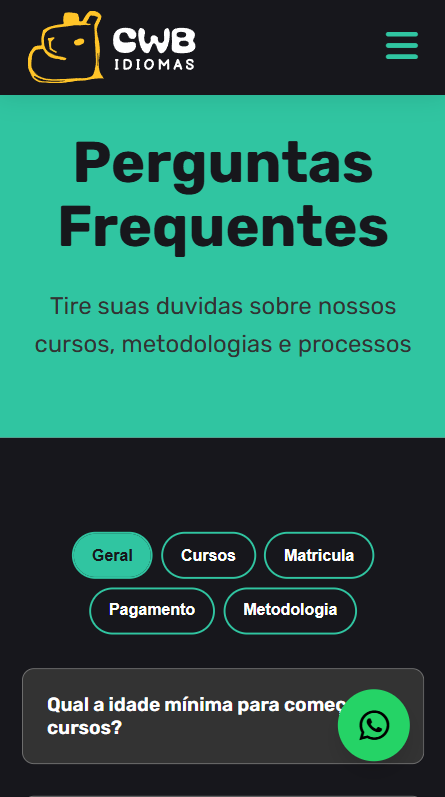 CWB
IDIOMAS
Perguntas
Frequentes
Tire suas duvidas sobre nossos
cursos, metodologias e processos
Geral
Cursos
Matricula
Pagamento
Metodologia
Qual a idade mínima para
cursos?